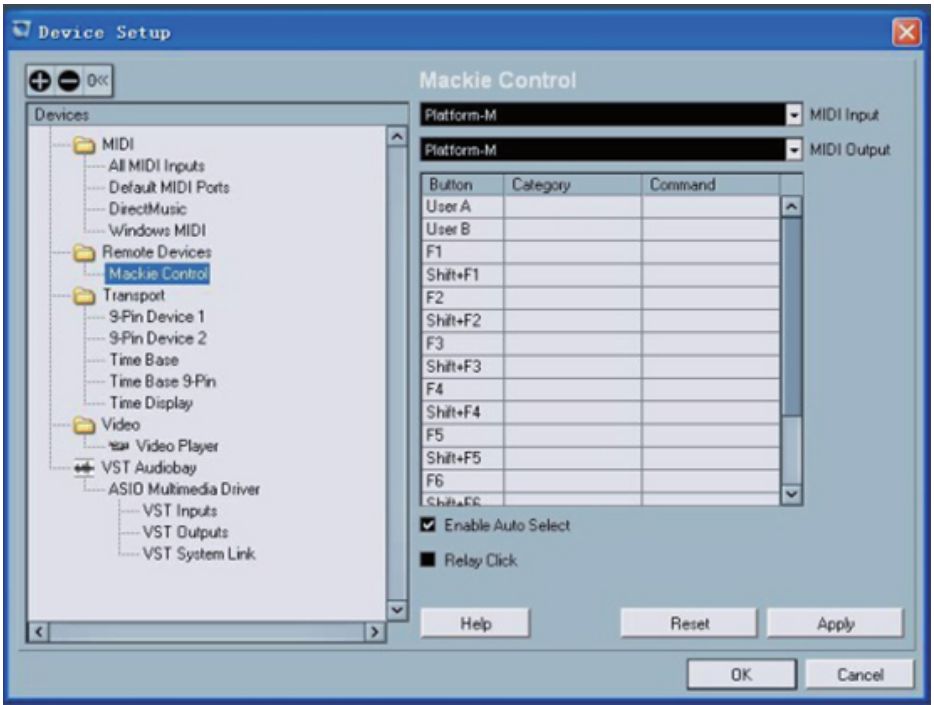 Device Setup
0<<
Mackie Control
Devices
MIDI
All MIDI Inputs
Default MIDI Ports
DirectMusic
Windows MIDI
Remote Devices
Mackie Control
Transport
9-Pin Device 1
9-Pin Device 2
Time Base
Time Base 9-Pin
Time Display
Video
Video Player
VST Audiobay
ASIO Multimedia Driver
VST Inputs
VST Outputs
VST System Link
Platform-M MIDI Input
Platform-M MIDI Output
Button Category Command
User A
User B
F1
Shift+F1
F2
Shift+F2
F3
Shift+F3
F4
Shift+F4
F5
Shift+F5
F6
Shift+F6
Enable Auto Select
Relay Click
Help Reset Apply
OK Cancel